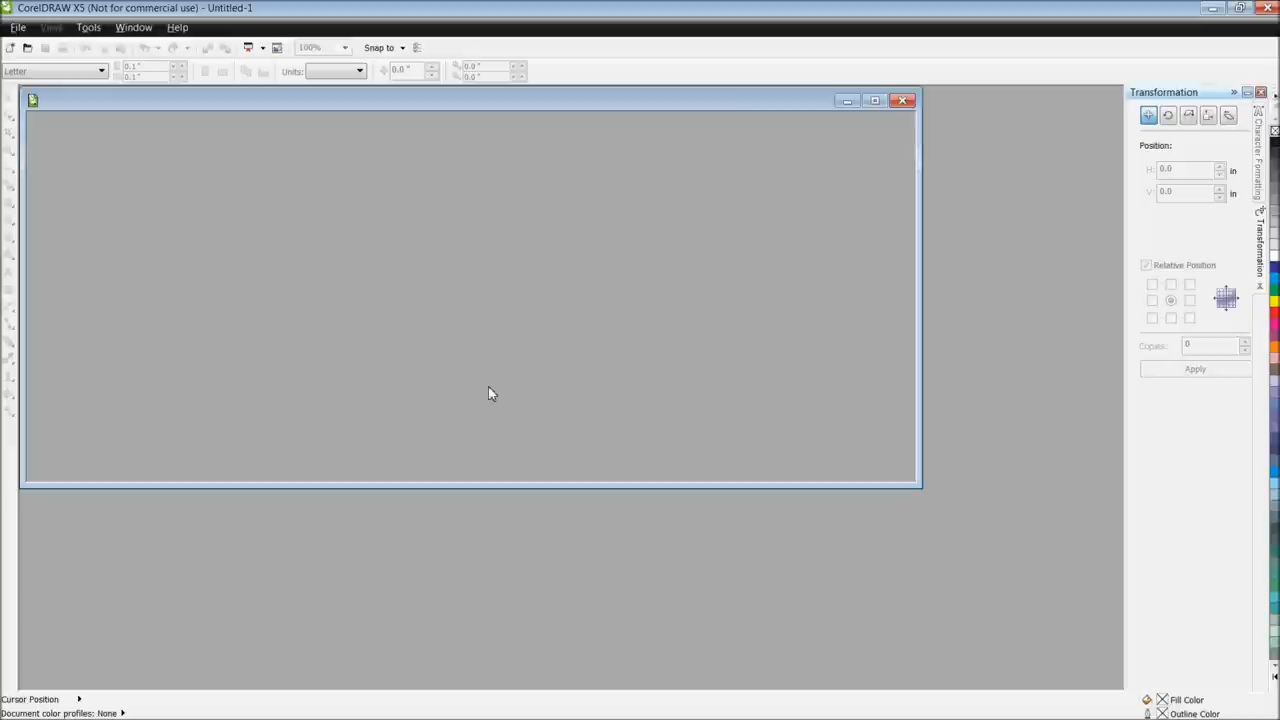 CorelDRAW X5 (Not for commercial use) - Untitled-1
File View Tools Window Help
100% Snap to
Letter 0.1 " 0.1 " Units: 0.0 " 0.0 " 0.0 "
Transformation
Position:
H: 0.0 in
V: 0.0 in
Relative Position
Copies: 0
Apply
Character Formatting
Transformation
Cursor Position
Document color profiles: None
Fill Color
Outline Color